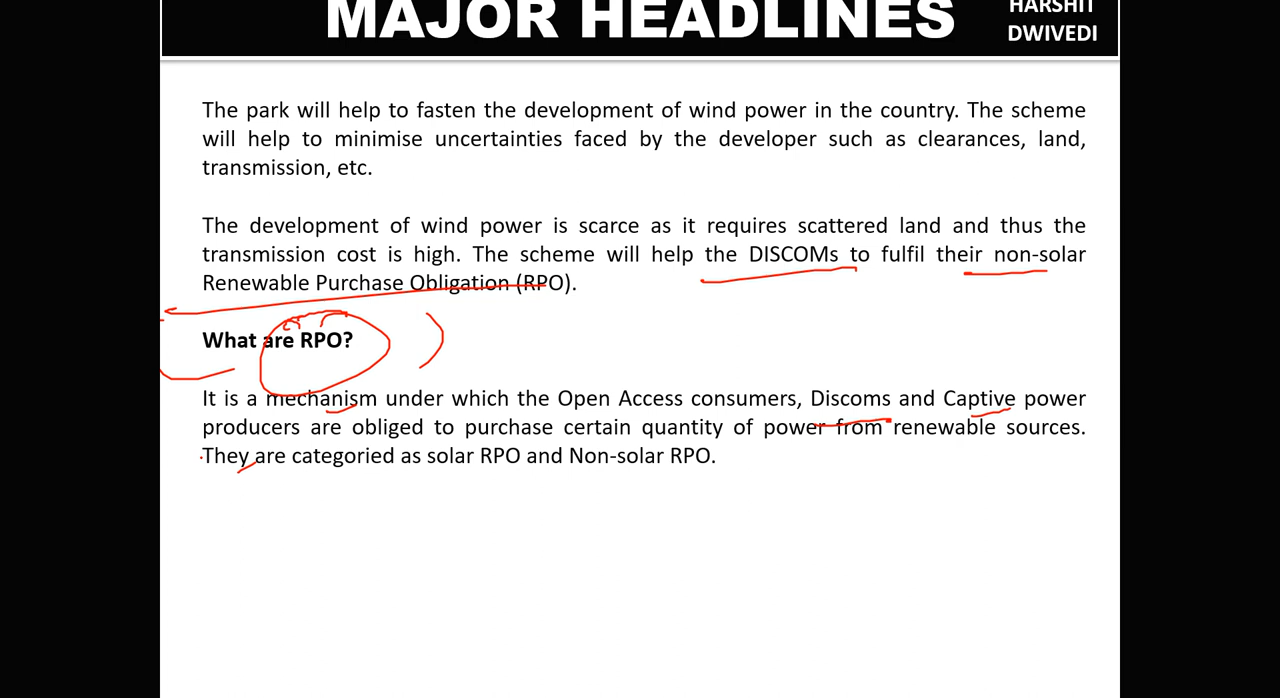 MAJOR HEADLINES
HARSHIT
DWIVEDI
The park will help to fasten the development of wind power in the country. The scheme
will help to minimise uncertainties faced by the developer such as clearances, land,
transmission, etc.
The development of wind power is scarce as it requires scattered land and thus the
transmission cost is high. The scheme will help the DISCOMs to fulfil their non-solar
Renewable Purchase Obligation (RPO).
What are RPO?
It is a mechanism under which the Open Access consumers, Discoms and Captive power
producers are obliged to purchase certain quantity of power from renewable sources.
They are categoried as solar RPO and Non-solar RPO.